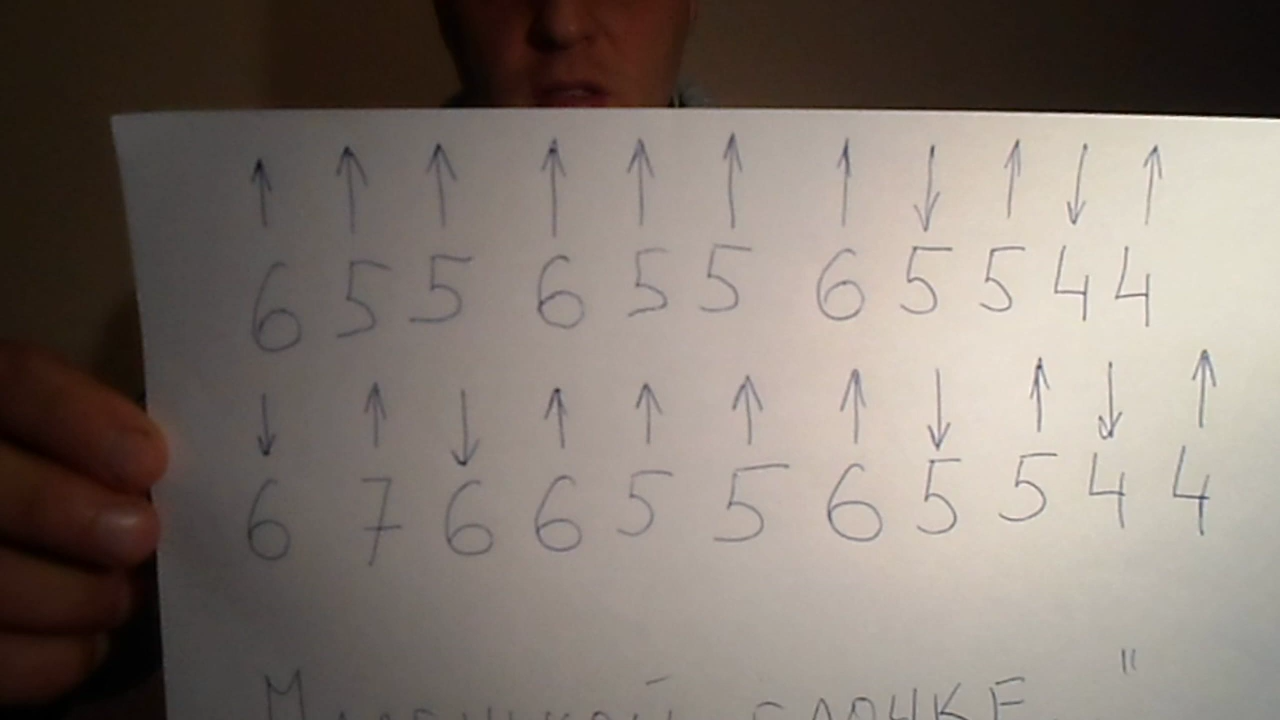 ↑ ↑ ↑ ↑ ↑ ↑ ↑ ↓ ↑ ↓ ↑
6 5 5 6 5 5 6 5 5 4 4
↓ ↑ ↓ ↑ ↑ ↑ ↑ ↓ ↑ ↓ ↑
6 7 6 6 5 5 6 5 5 4 4
ёлочке "